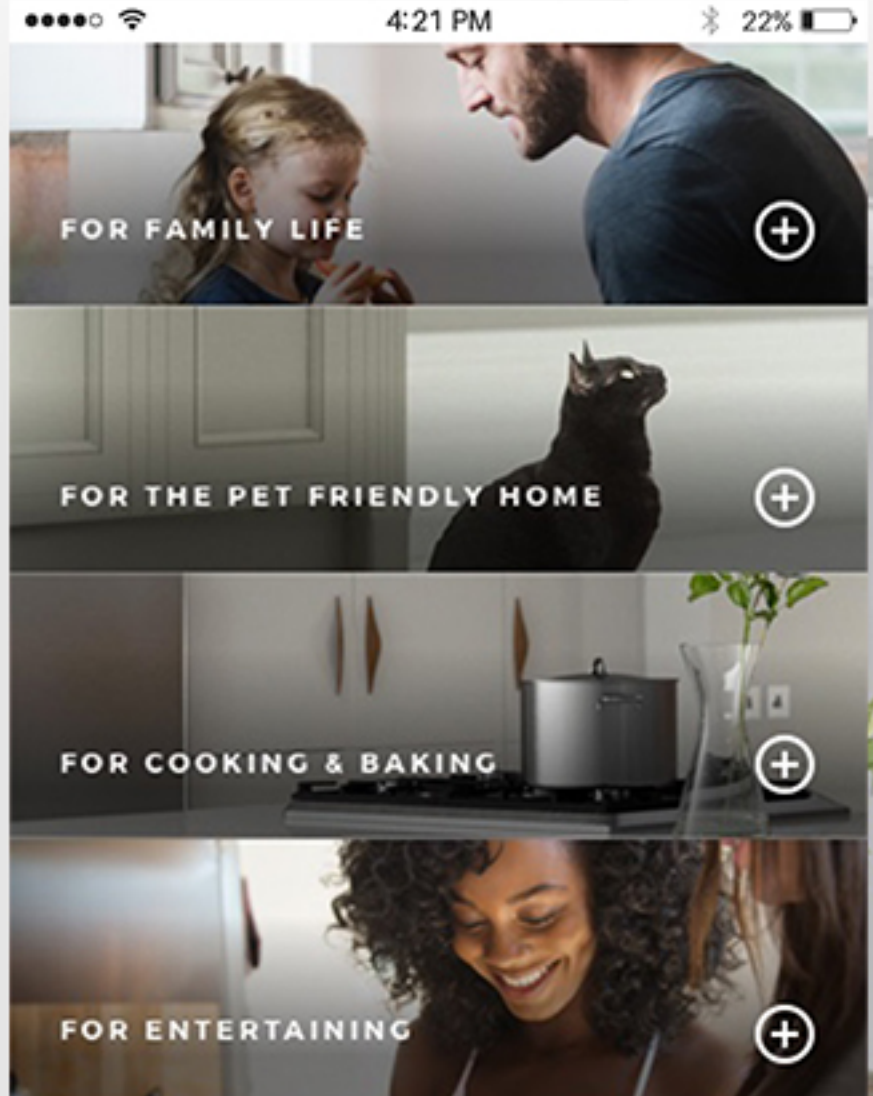 4:21 PM 22%
FOR FAMILY LIFE
FOR THE PET FRIENDLY HOME
FOR COOKING & BAKING
FOR ENTERTAINING